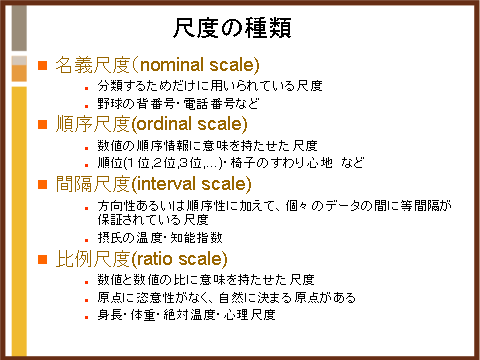 尺度の種類
名義尺度(nominal scale)
分類するためだけに用いられている尺度
野球の背番号・電話番号など
順序尺度(ordinal scale)
数値の順序情報に意味を持たせた尺度
順位(1位,2位,3位,...)・椅子のすわり心地 など
間隔尺度(interval scale)
方向性あるいは順序性に加えて、個々のデータの間に等間隔が
保証されている尺度
摂氏の温度・知能指数
比例尺度(ratio scale)
数値と数値の比に意味を持たせた尺度
原点に恣意性がなく、自然に決まる原点がある
身長・体重・絶対温度・心理尺度